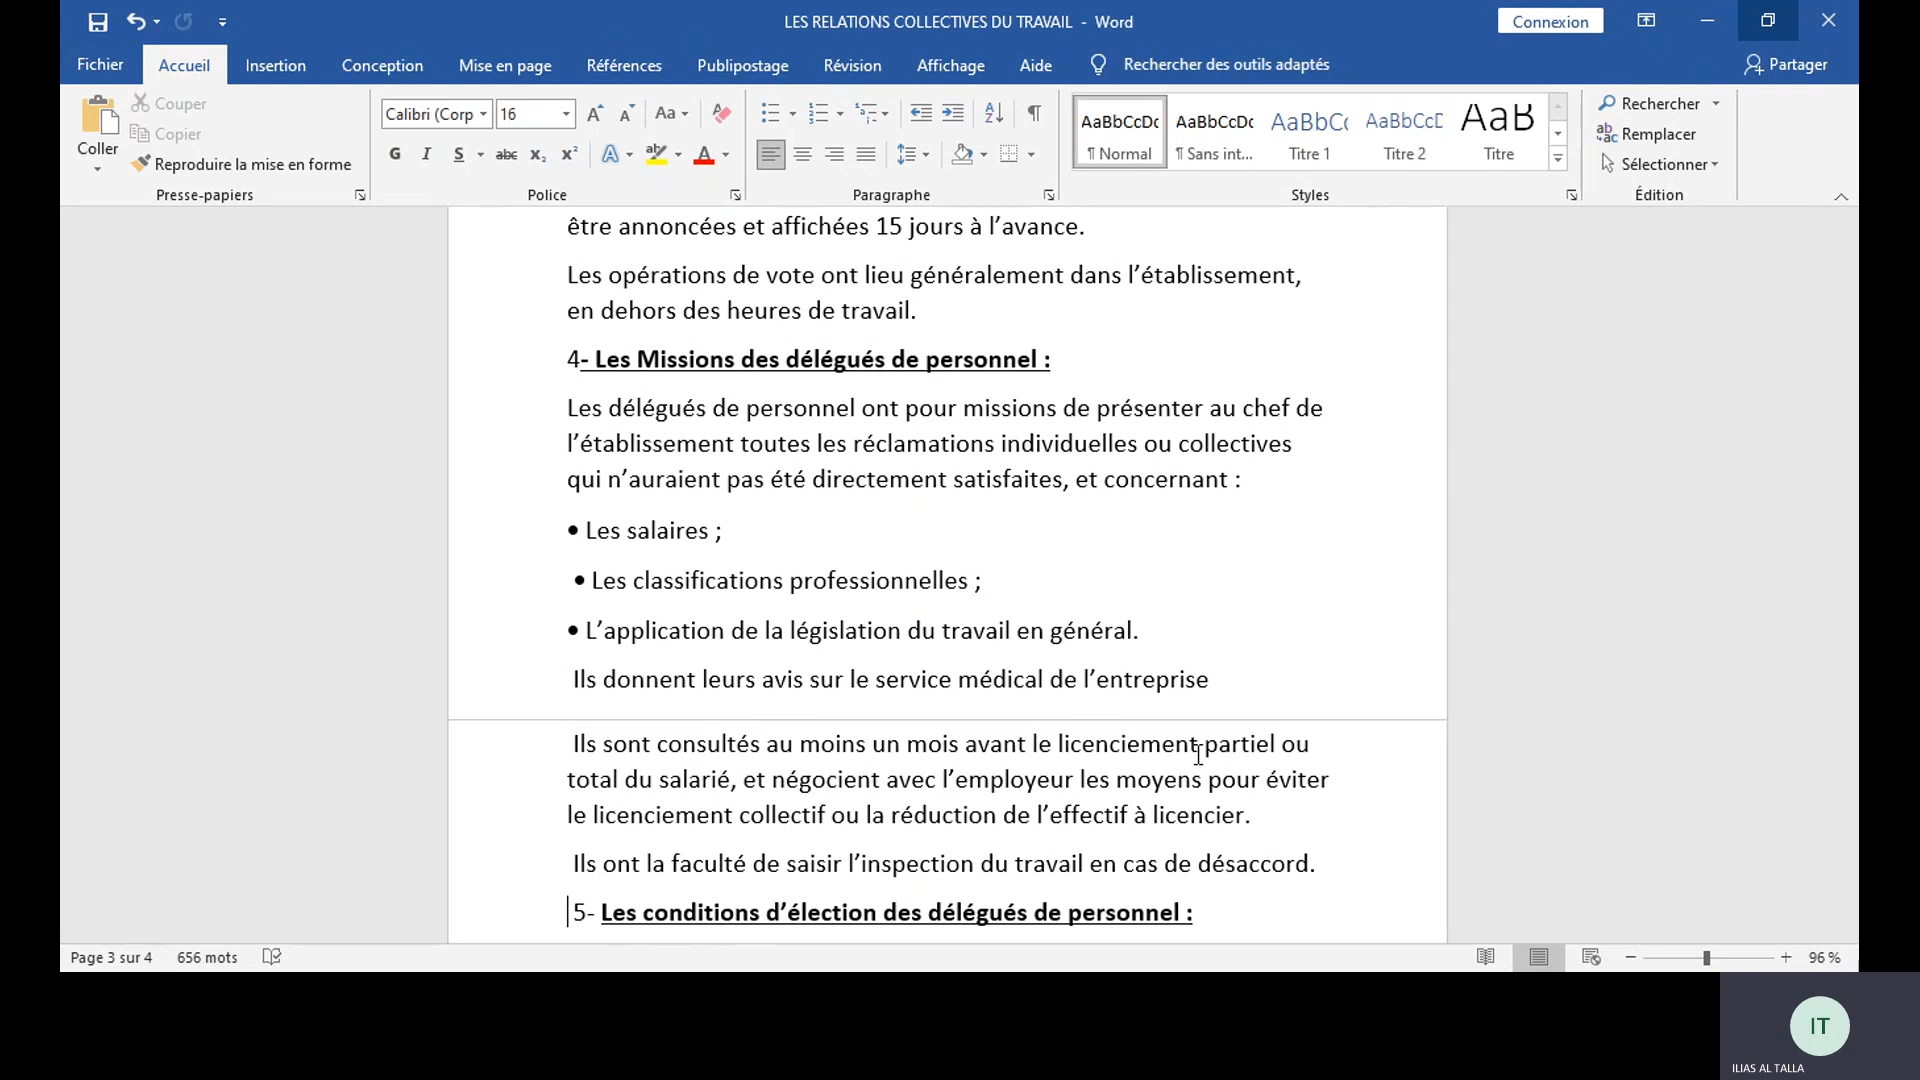 LES RELATIONS COLLECTIVES DU TRAVAIL - Word
Connexion
Fichier Accueil Insertion Conception Mise en page Références Publipostage Révision Affichage Aide Rechercher des outils adaptés Partager
Couper
Copier
Coller
Reproduire la mise en forme
Presse-papiers
Calibri (Corp 16 Aa
G I S abc x₂ x² A A
Police
Paragraphe
AaBbCcDc AaBbCcDc AaBbCc AaBbCcD AaB
¶ Normal ¶ Sans int... Titre 1 Titre 2 Titre
Styles
Rechercher
Remplacer
Sélectionner
Édition
être annoncées et affichées 15 jours à l’avance.
Les opérations de vote ont lieu généralement dans l’établissement,
en dehors des heures de travail.
4- Les Missions des délégués de personnel :
Les délégués de personnel ont pour missions de présenter au chef de
l’établissement toutes les réclamations individuelles ou collectives
qui n’auraient pas été directement satisfaites, et concernant :
• Les salaires ;
• Les classifications professionnelles ;
• L’application de la législation du travail en général.
Ils donnent leurs avis sur le service médical de l’entreprise
Ils sont consultés au moins un mois avant le licenciement partiel ou
total du salarié, et négocient avec l’employeur les moyens pour éviter
le licenciement collectif ou la réduction de l’effectif à licencier.
Ils ont la faculté de saisir l’inspection du travail en cas de désaccord.
5- Les conditions d’élection des délégués de personnel :
Page 3 sur 4 656 mots 96 %
IT
ILIAS AL TALLA